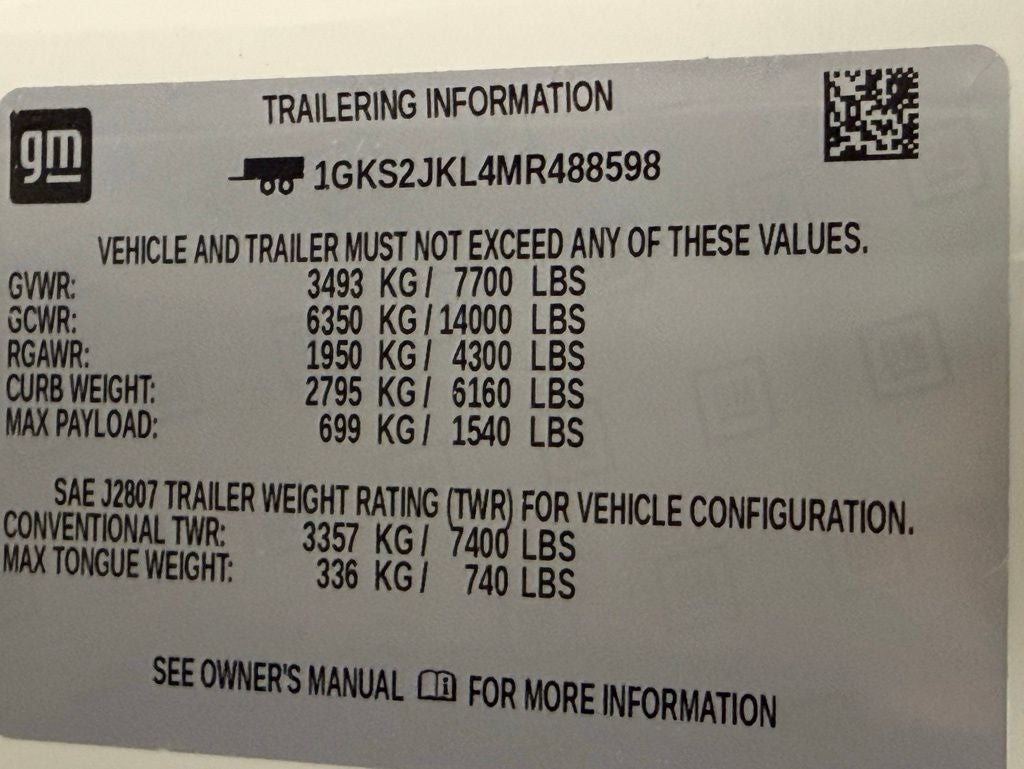 gm
TRAILERING INFORMATION
1GKS2JKL4MR488598
VEHICLE AND TRAILER MUST NOT EXCEED ANY OF THESE VALUES.
GVWR: 3493 KG / 7700 LBS
GCWR: 6350 KG / 14000 LBS
RGAWR: 1950 KG / 4300 LBS
CURB WEIGHT: 2795 KG / 6160 LBS
MAX PAYLOAD: 699 KG / 1540 LBS
SAE J2807 TRAILER WEIGHT RATING (TWR) FOR VEHICLE CONFIGURATION.
CONVENTIONAL TWR: 3357 KG / 7400 LBS
MAX TONGUE WEIGHT: 336 KG / 740 LBS
SEE OWNER'S MANUAL FOR MORE INFORMATION